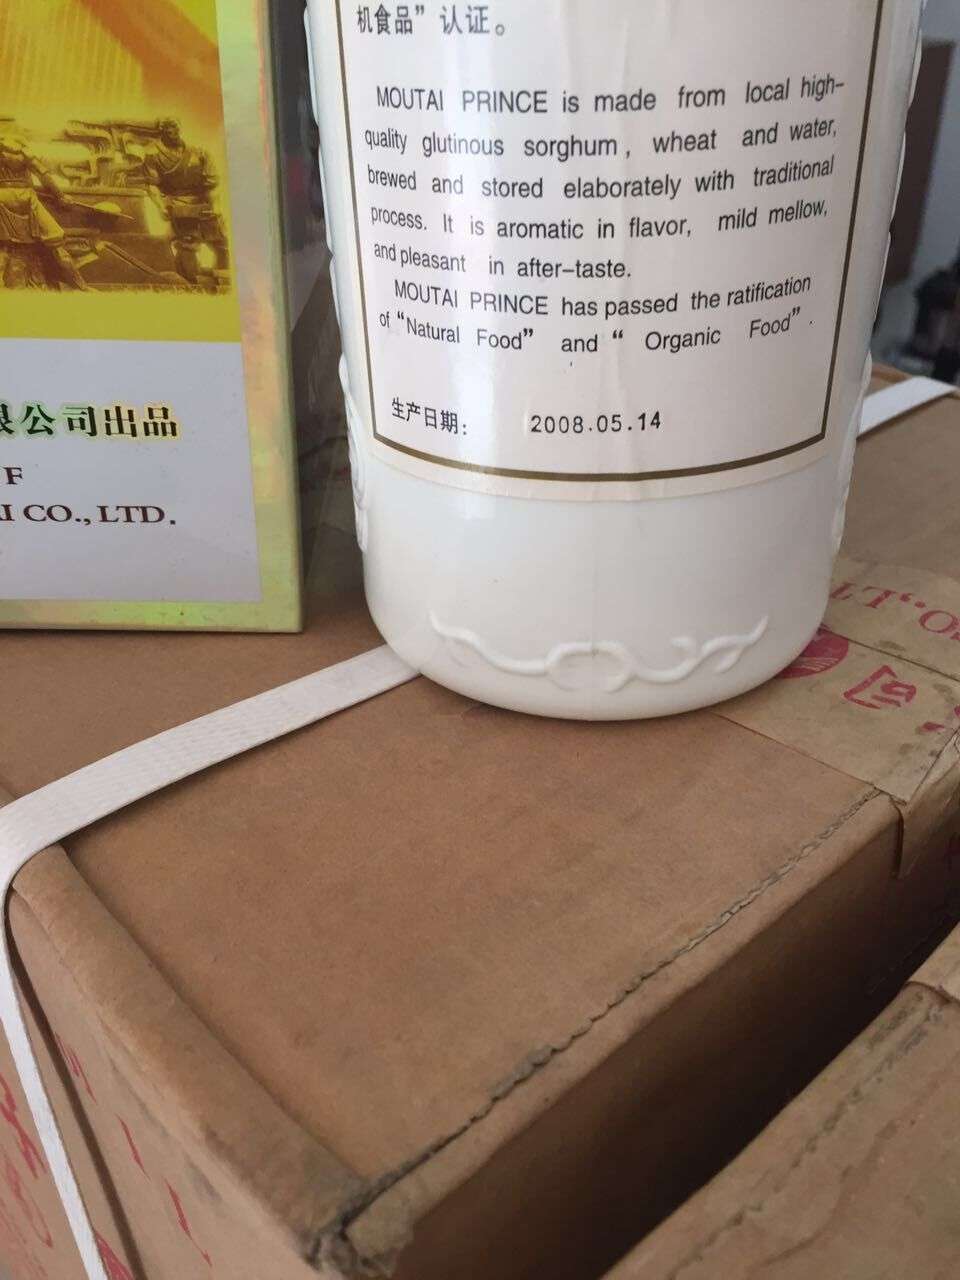 机食品”认证。
MOUTAI PRINCE is made from local high-
quality glutinous sorghum, wheat and water,
brewed and stored elaborately with traditional
process. It is aromatic in flavor, mild mellow,
and pleasant in after-taste.
MOUTAI PRINCE has passed the ratification
of “Natural Food” and “ Organic Food”.
生产日期: 2008.05.14
限公司出品
F
AI CO., LTD.
O.,LT
司